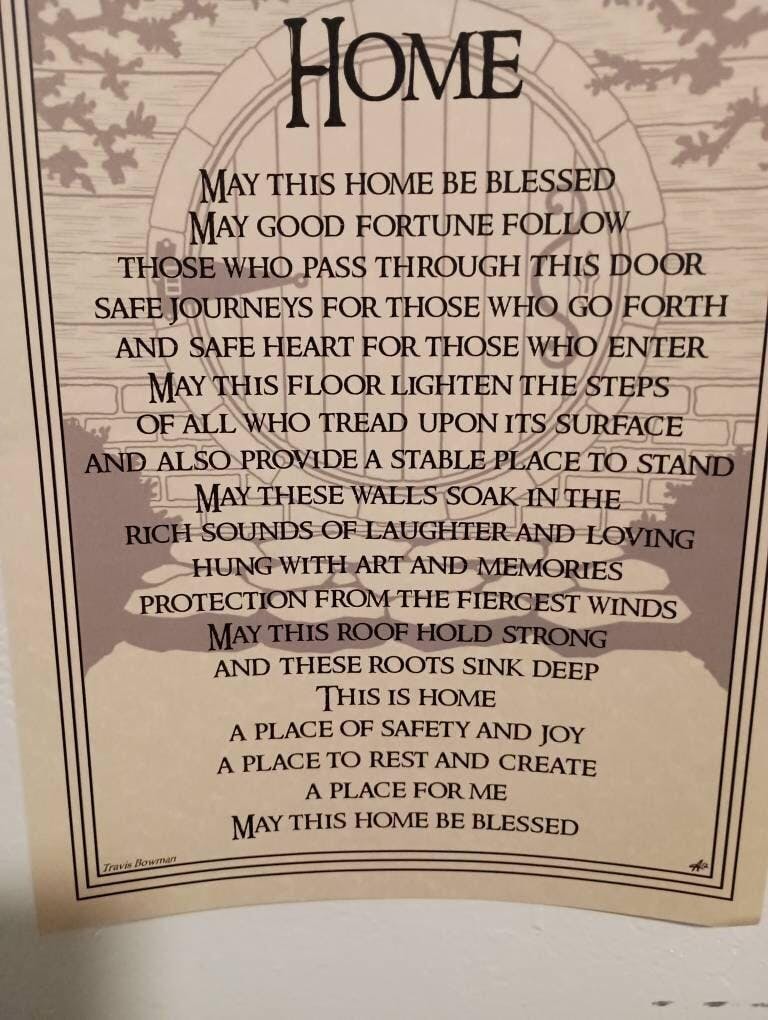 HOME
MAY THIS HOME BE BLESSED
MAY GOOD FORTUNE FOLLOW
THOSE WHO PASS THROUGH THIS DOOR
SAFE JOURNEYS FOR THOSE WHO GO FORTH
AND SAFE HEART FOR THOSE WHO ENTER
MAY THIS FLOOR LIGHTEN THE STEPS
OF ALL WHO TREAD UPON ITS SURFACE
AND ALSO PROVIDE A STABLE PLACE TO STAND
MAY THESE WALLS SOAK IN THE
RICH SOUNDS OF LAUGHTER AND LOVING
HUNG WITH ART AND MEMORIES
PROTECTION FROM THE FIERCEST WINDS
MAY THIS ROOF HOLD STRONG
AND THESE ROOTS SINK DEEP
THIS IS HOME
A PLACE OF SAFETY AND JOY
A PLACE TO REST AND CREATE
A PLACE FOR ME
MAY THIS HOME BE BLESSED
Travis Bowman